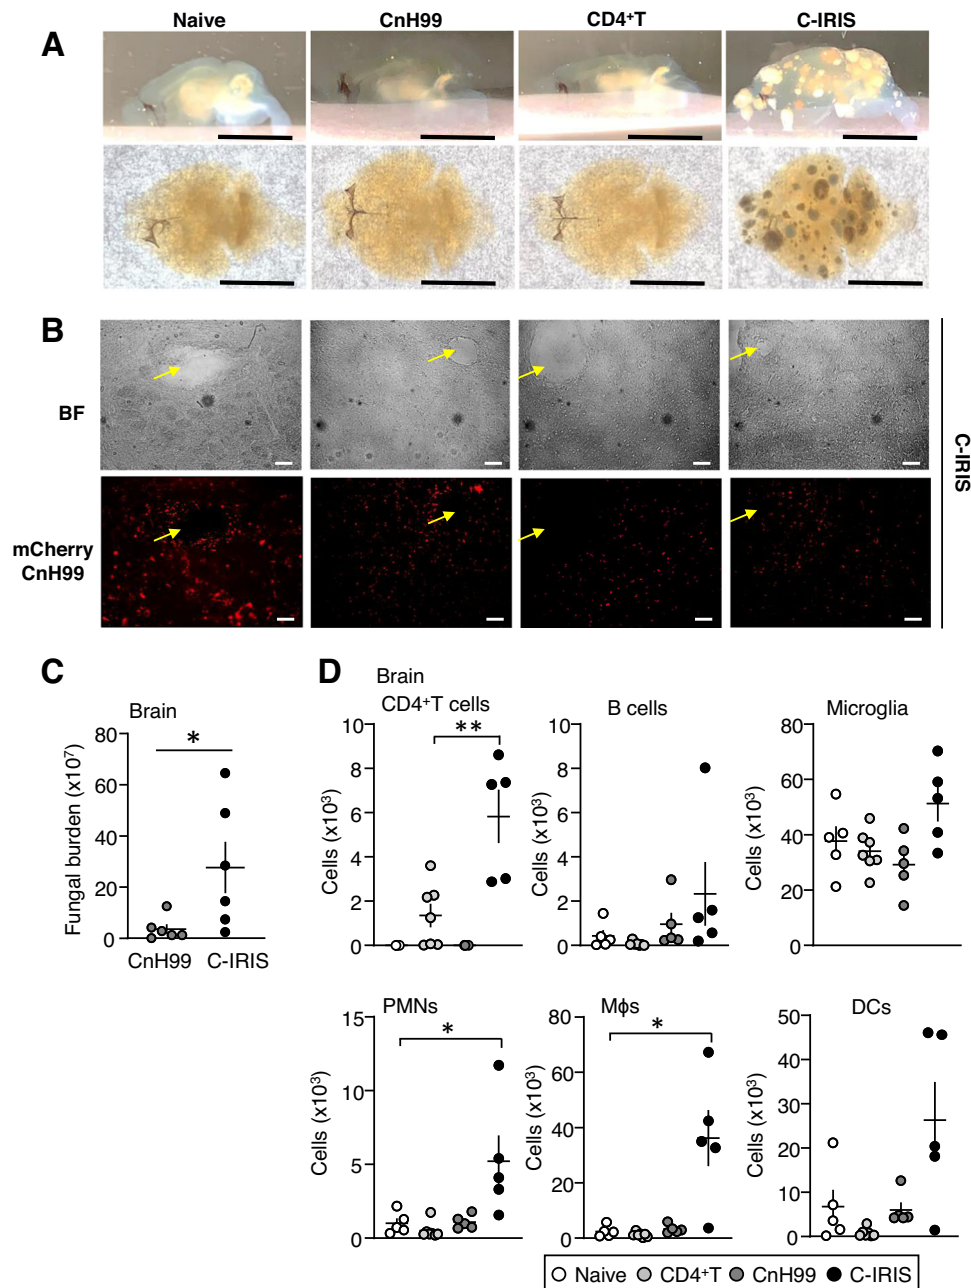 A
Naive CnH99 CD4⁺T C-IRIS
B
BF
mCherry
CnH99
C-IRIS
C
Brain
*
Fungal burden (x10⁷)
80
60
40
20
0
CnH99 C-IRIS
D
Brain
CD4⁺T cells
**
Cells (x10³)
10
8
6
4
2
0
B cells
Cells (x10³)
10
8
6
4
2
0
Microglia
Cells (x10³)
80
60
40
20
0
PMNs
*
Cells (x10³)
15
10
5
0
Mϕs
*
Cells (x10³)
80
60
40
20
0
DCs
Cells (x10³)
50
40
30
20
10
0
Naive CD4⁺T CnH99 C-IRIS